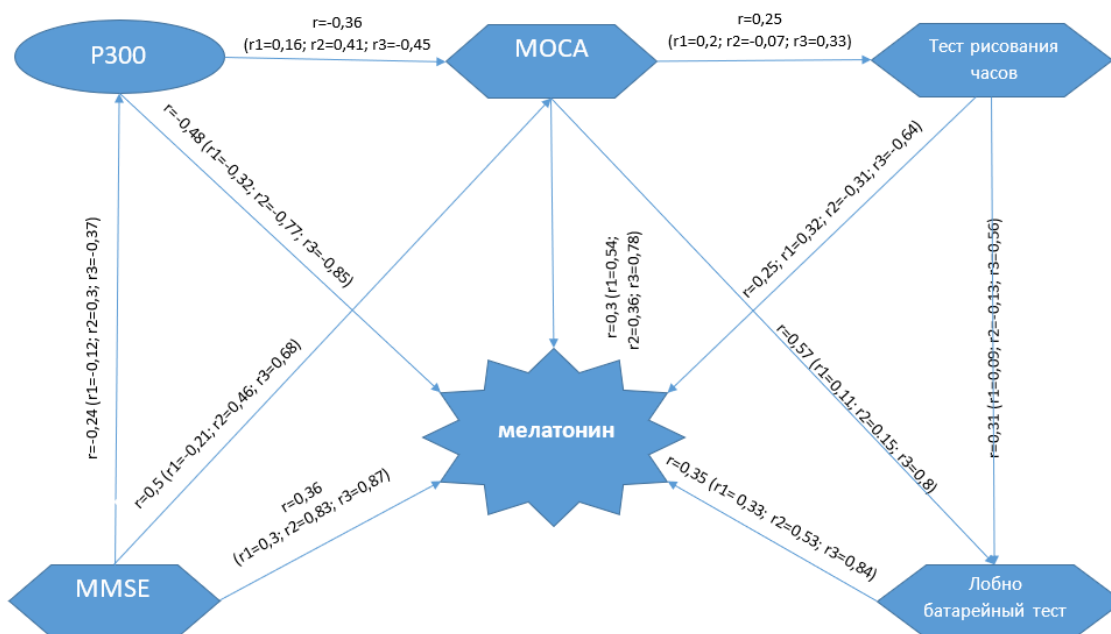 r=-0,36
(r1=0,16; r2=0,41; r3=-0,45
r=0,25
(r1=0,2; r2=-0,07; r3=0,33)
P300
MOCA
Тест рисования
часов
r=-0,48 (r1=-0,32; r2=-0,77; r3=-0,85)
r=0,25; r1=0,32; r2=-0,31; r3=-0,64)
r=-0,24 (r1=-0,12; r2=0,3; r3=-0,37)
r=0,5 (r1=-0,21; r2=0,46; r3=0,68)
r=0,3 (r1=0,54;
r2=0,36; r3=0,78)
r=0,57 (r1=0,11; r2=0.15; r3=0,8)
r=0,31 (r1=0,09; r2=-0,13; r3=0,56)
мелатонин
r=0,36
(r1=0,3; r2=0,83; r3=0,87)
r=0,35 (r1= 0,33; r2=0,53; r3=0,84)
MMSE
Лобно
батарейный тест